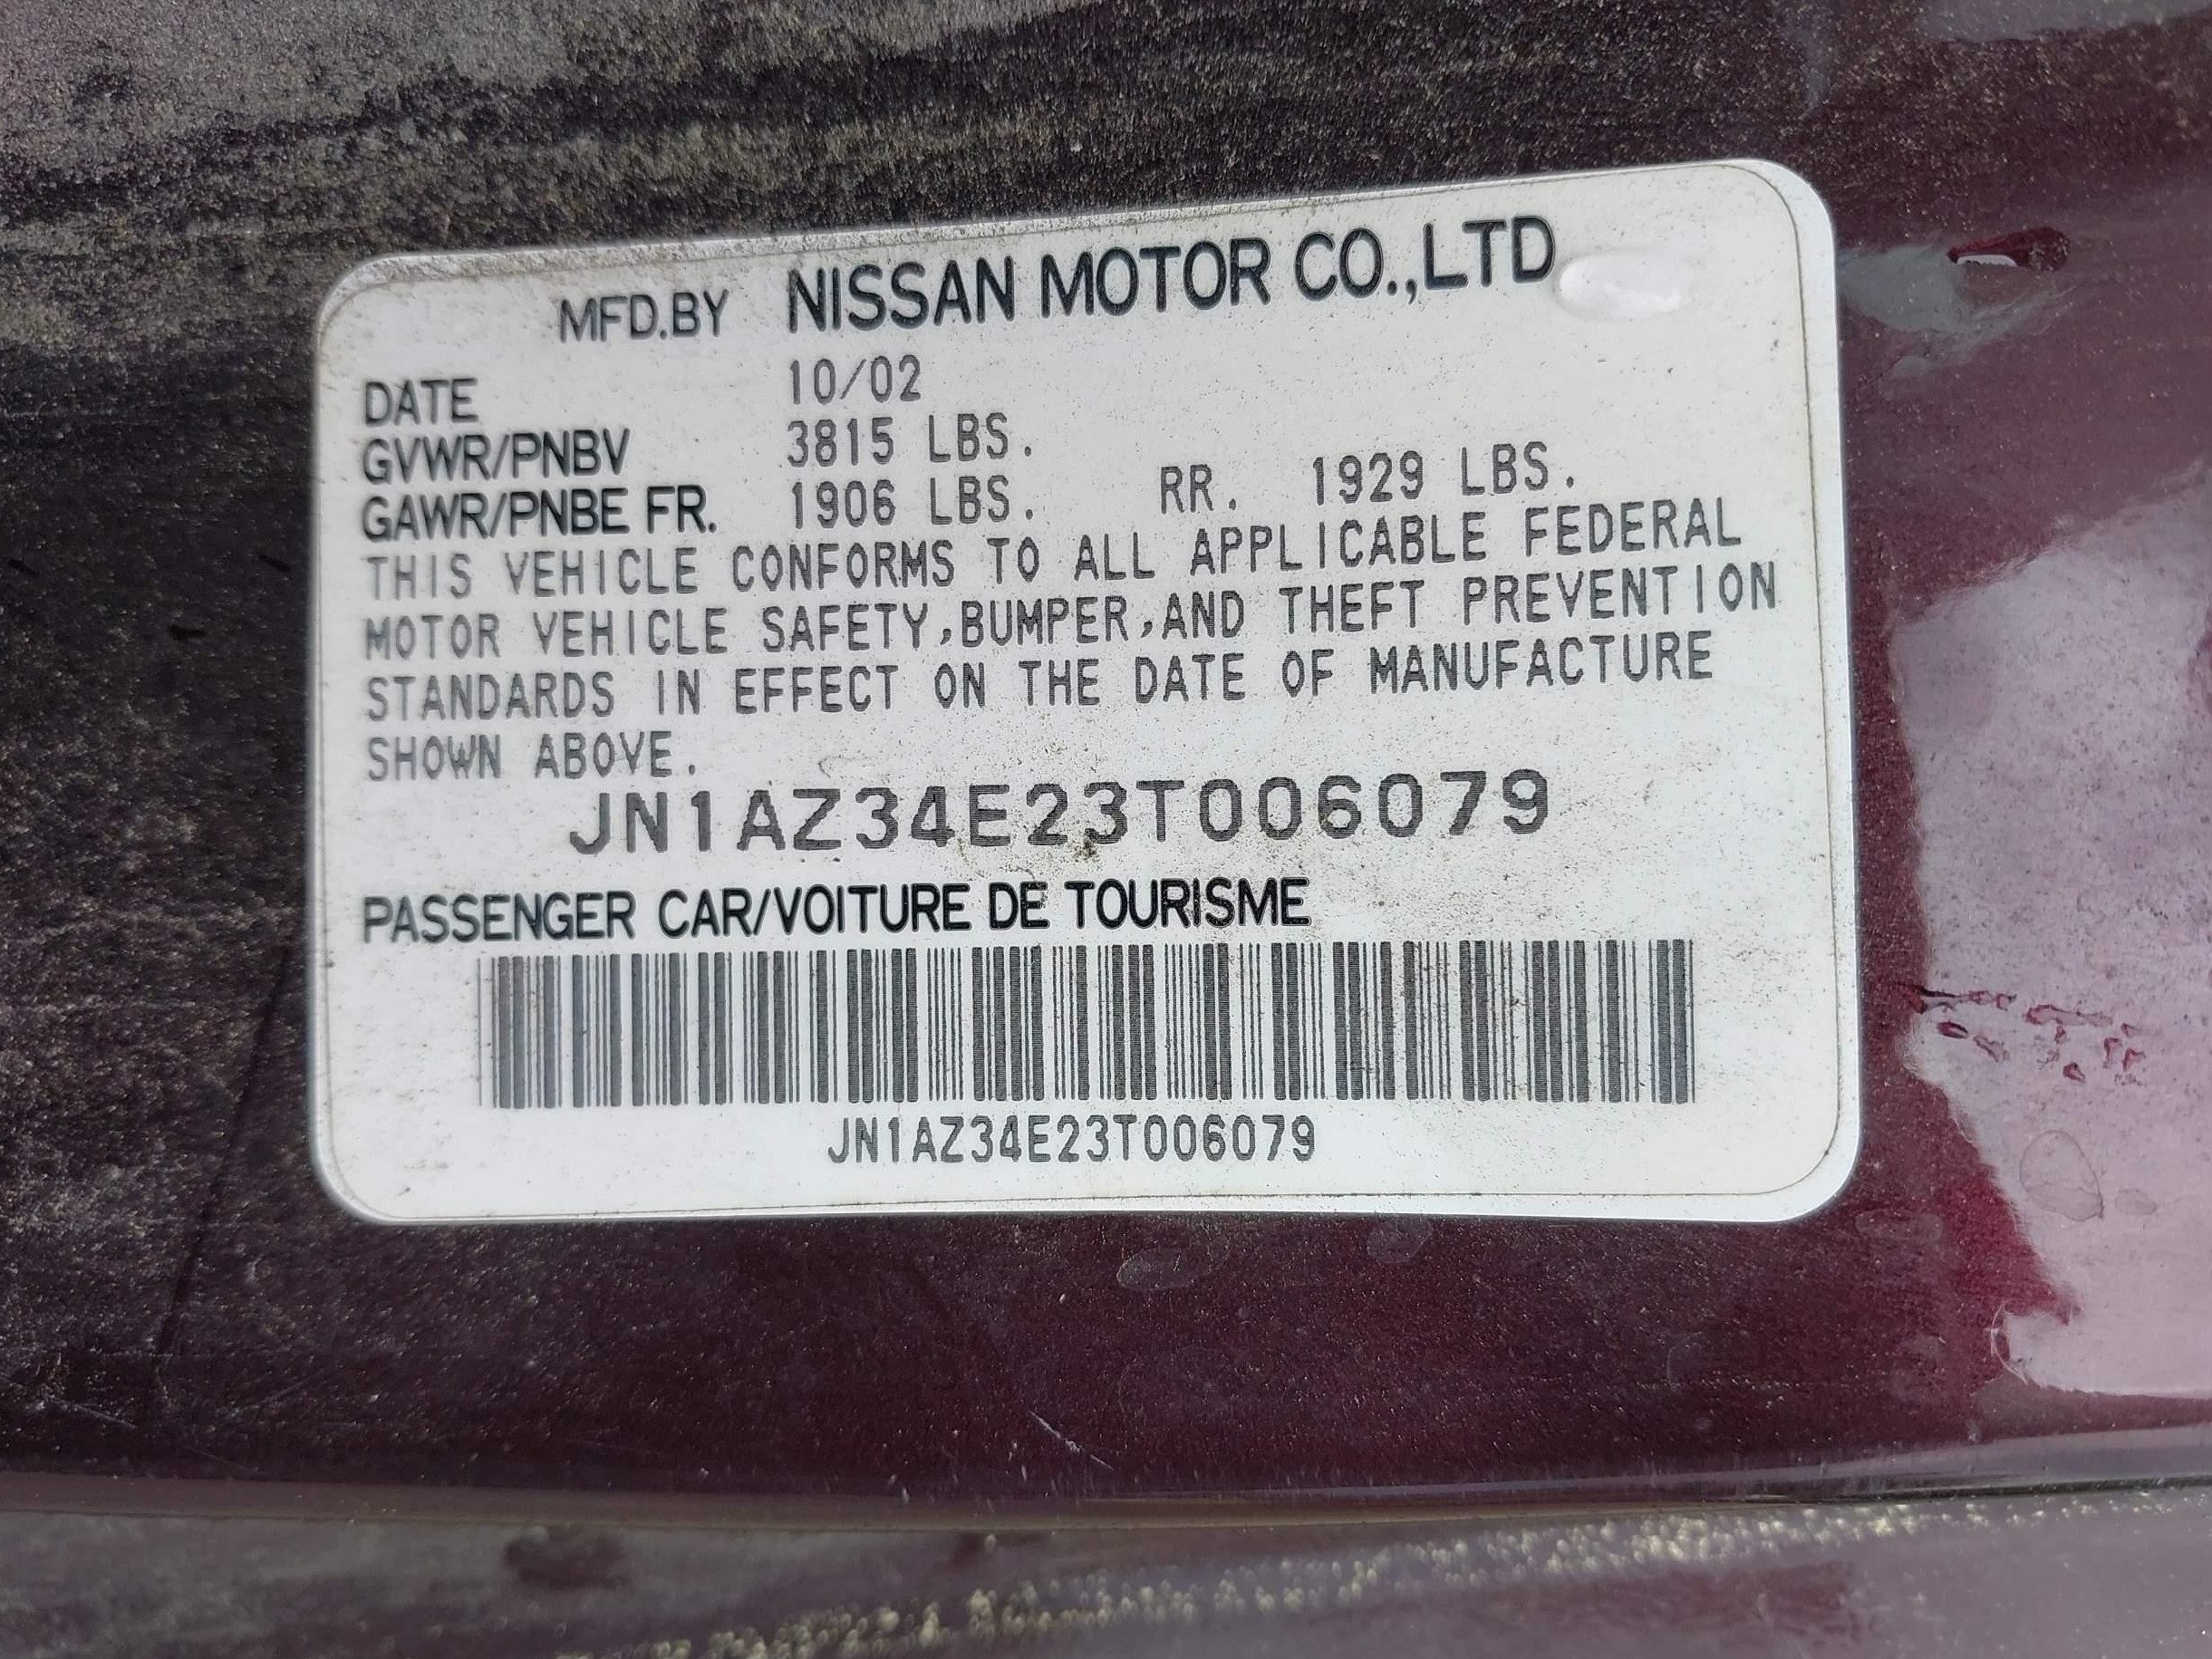 MFD.BY NISSAN MOTOR CO.,LTD
DATE 10/02
GVWR/PNBV 3815 LBS.
GAWR/PNBE FR. 1906 LBS. RR. 1929 LBS.
THIS VEHICLE CONFORMS TO ALL APPLICABLE FEDERAL
MOTOR VEHICLE SAFETY,BUMPER,AND THEFT PREVENTION
STANDARDS IN EFFECT ON THE DATE OF MANUFACTURE
SHOWN ABOVE.
JN1AZ34E23T006079
PASSENGER CAR/VOITURE DE TOURISME
JN1AZ34E23T006079